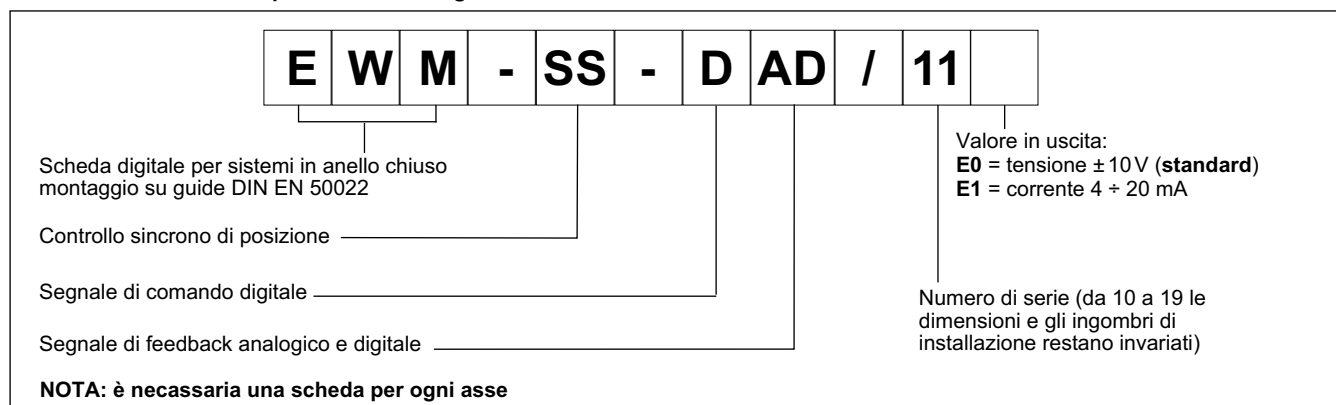 EWM - SS - D AD / 11
Scheda digitale per sistemi in anello chiuso
montaggio su guide DIN EN 50022
Controllo sincrono di posizione
Segnale di comando digitale
Segnale di feedback analogico e digitale
NOTA: è necassaria una scheda per ogni asse
Valore in uscita:
E0 = tensione ± 10 V (standard)
E1 = corrente 4 ÷ 20 mA
Numero di serie (da 10 a 19 le
dimensioni e gli ingombri di
installazione restano invariati)